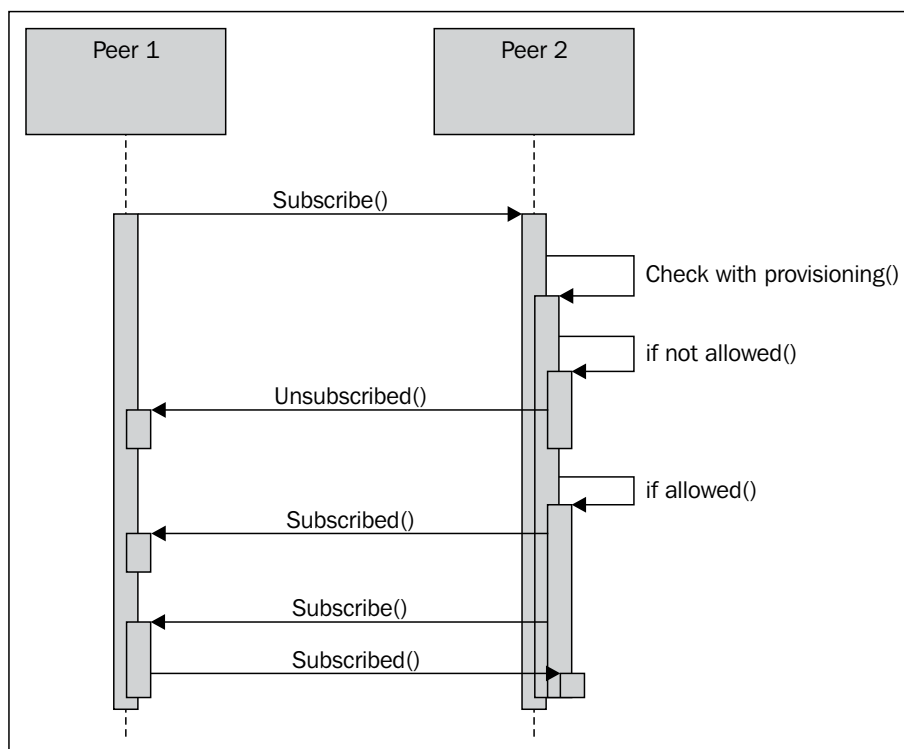 Peer 1
Peer 2
Subscribe()
Check with provisioning()
if not allowed()
Unsubscribed()
if allowed()
Subscribed()
Subscribe()
Subscribed()